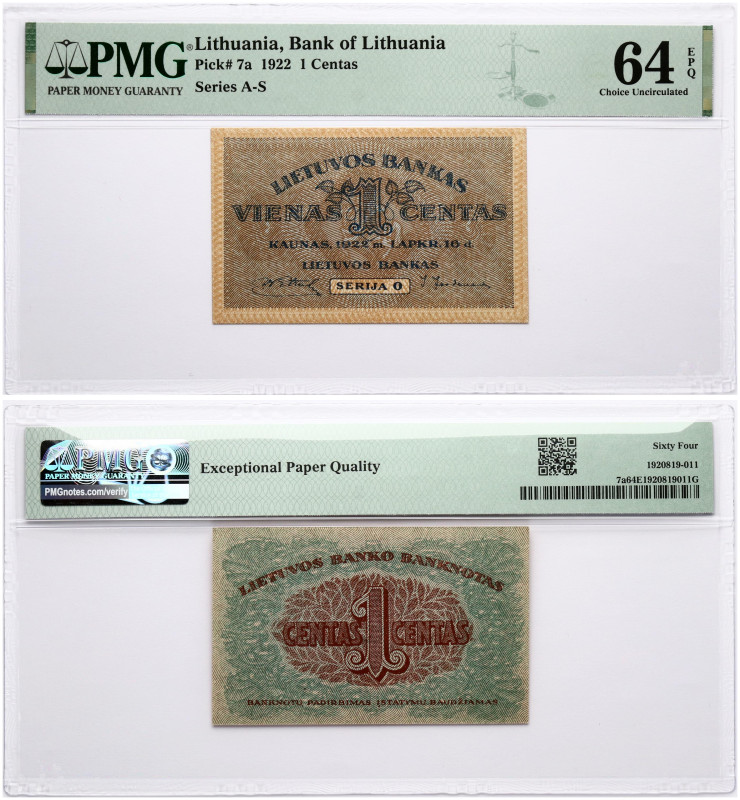 PMG®
PAPER MONEY GUARANTY
Lithuania, Bank of Lithuania
Pick# 7a 1922 1 Centas
Series A-S
64 EPQ
Choice Uncirculated
LIETUVOS BANKAS
VIENAS 1 CENTAS
KAUNAS, 1922 m. LAPKR. 16 d.
LIETUVOS BANKAS
SERIJA O
PMG
PAPER MONEY GUARANTY
PMGnotes.com/verify
Exceptional Paper Quality
Sixty Four
1920819-011
7a64E1920819011G
LIETUVOS BANKO BANKNOTAS
CENTAS 1 CENTAS
BANKNOTŲ PADIRBIMAS ĮSTATYMŲ BAUDŽIAMAS